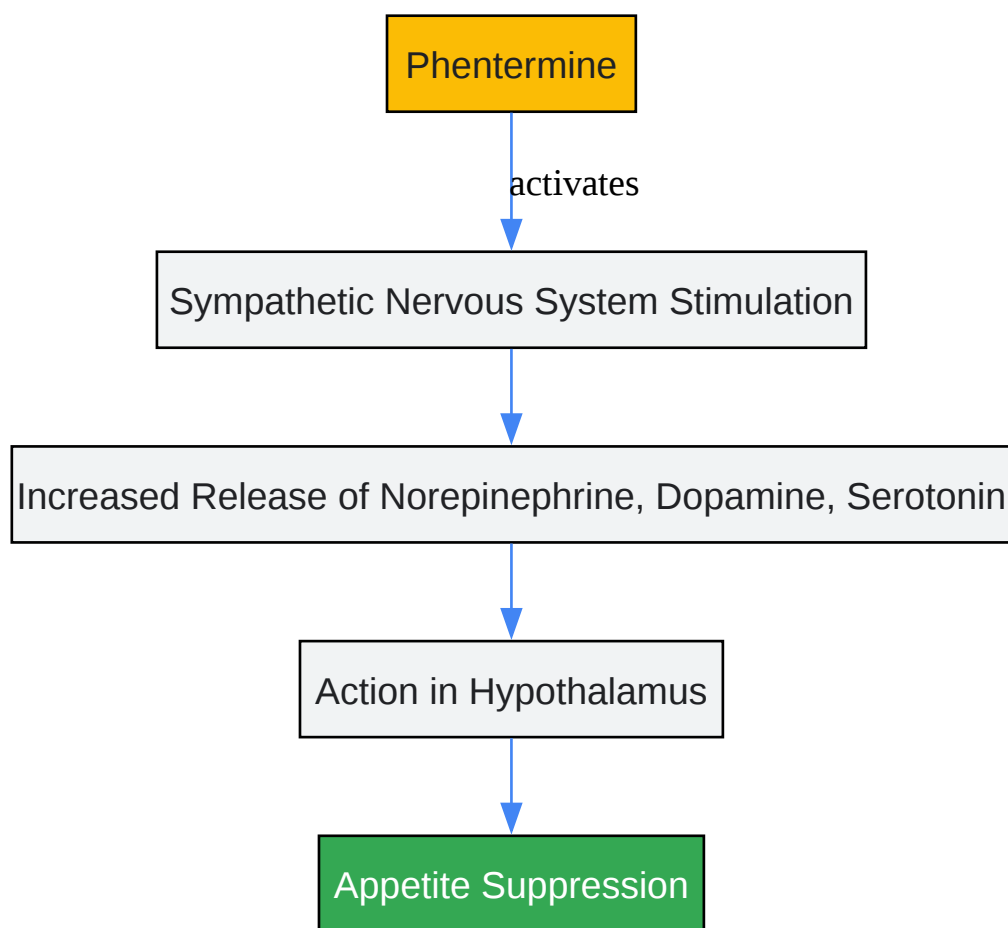 Phentermine
activates
Sympathetic Nervous System Stimulation
Increased Release of Norepinephrine, Dopamine, Serotonin
Action in Hypothalamus
Appetite Suppression